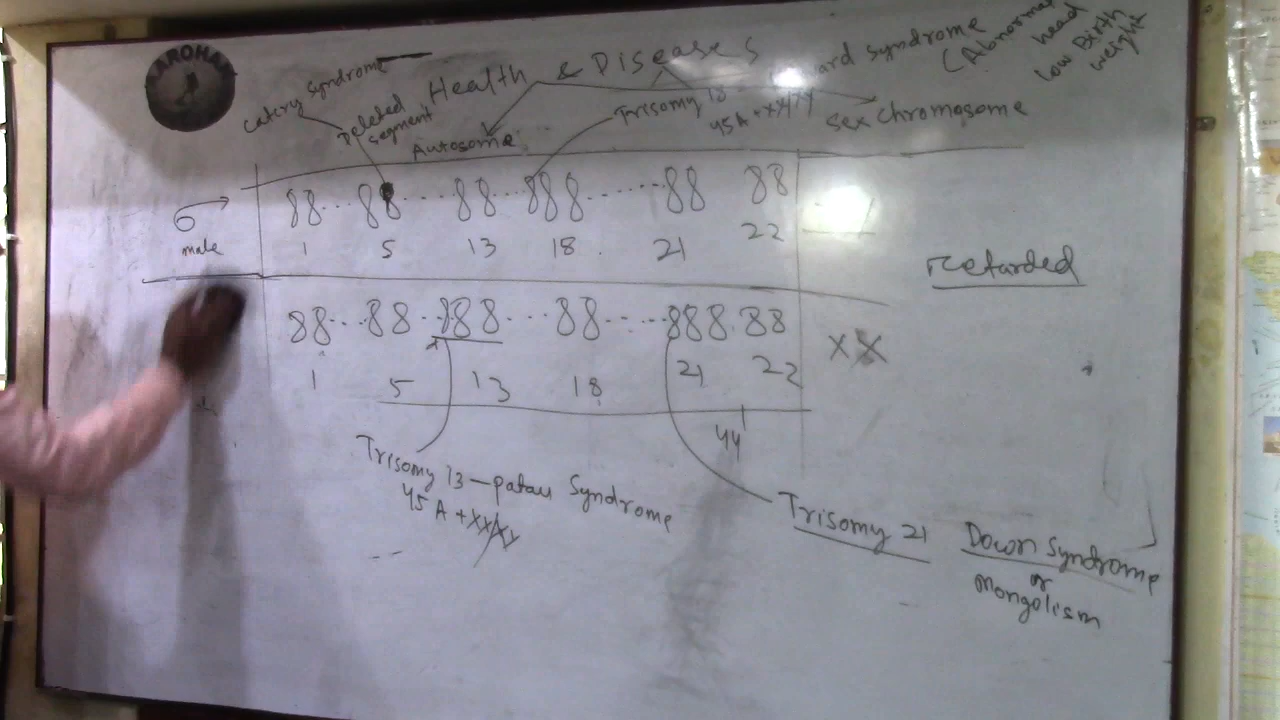 AROHAN
Health & Diseases
Catcry Syndrome
Deleted
segment
Autosome
Trisomy 18
45A + XX/XY
ard Syndrome
(Abnormal
head
low Birth
weight
Sex Chromosome
88... 88 ... 88 ... 888 ...... 88 88
male
1 5 13 18 21 22
Retarded
88... 88... 888... 88 .... 888 88 XX
1 5 13 18 21 22
44
Trisomy 13 - patau Syndrome
45 A + XX/XY
Trisomy 21 Down Syndrome
or
Mongolism